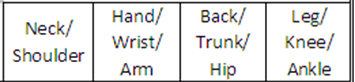 Neck/
Shoulder
Hand/
Wrist/
Arm
Back/
Trunk/
Hip
Leg/
Knee/
Ankle